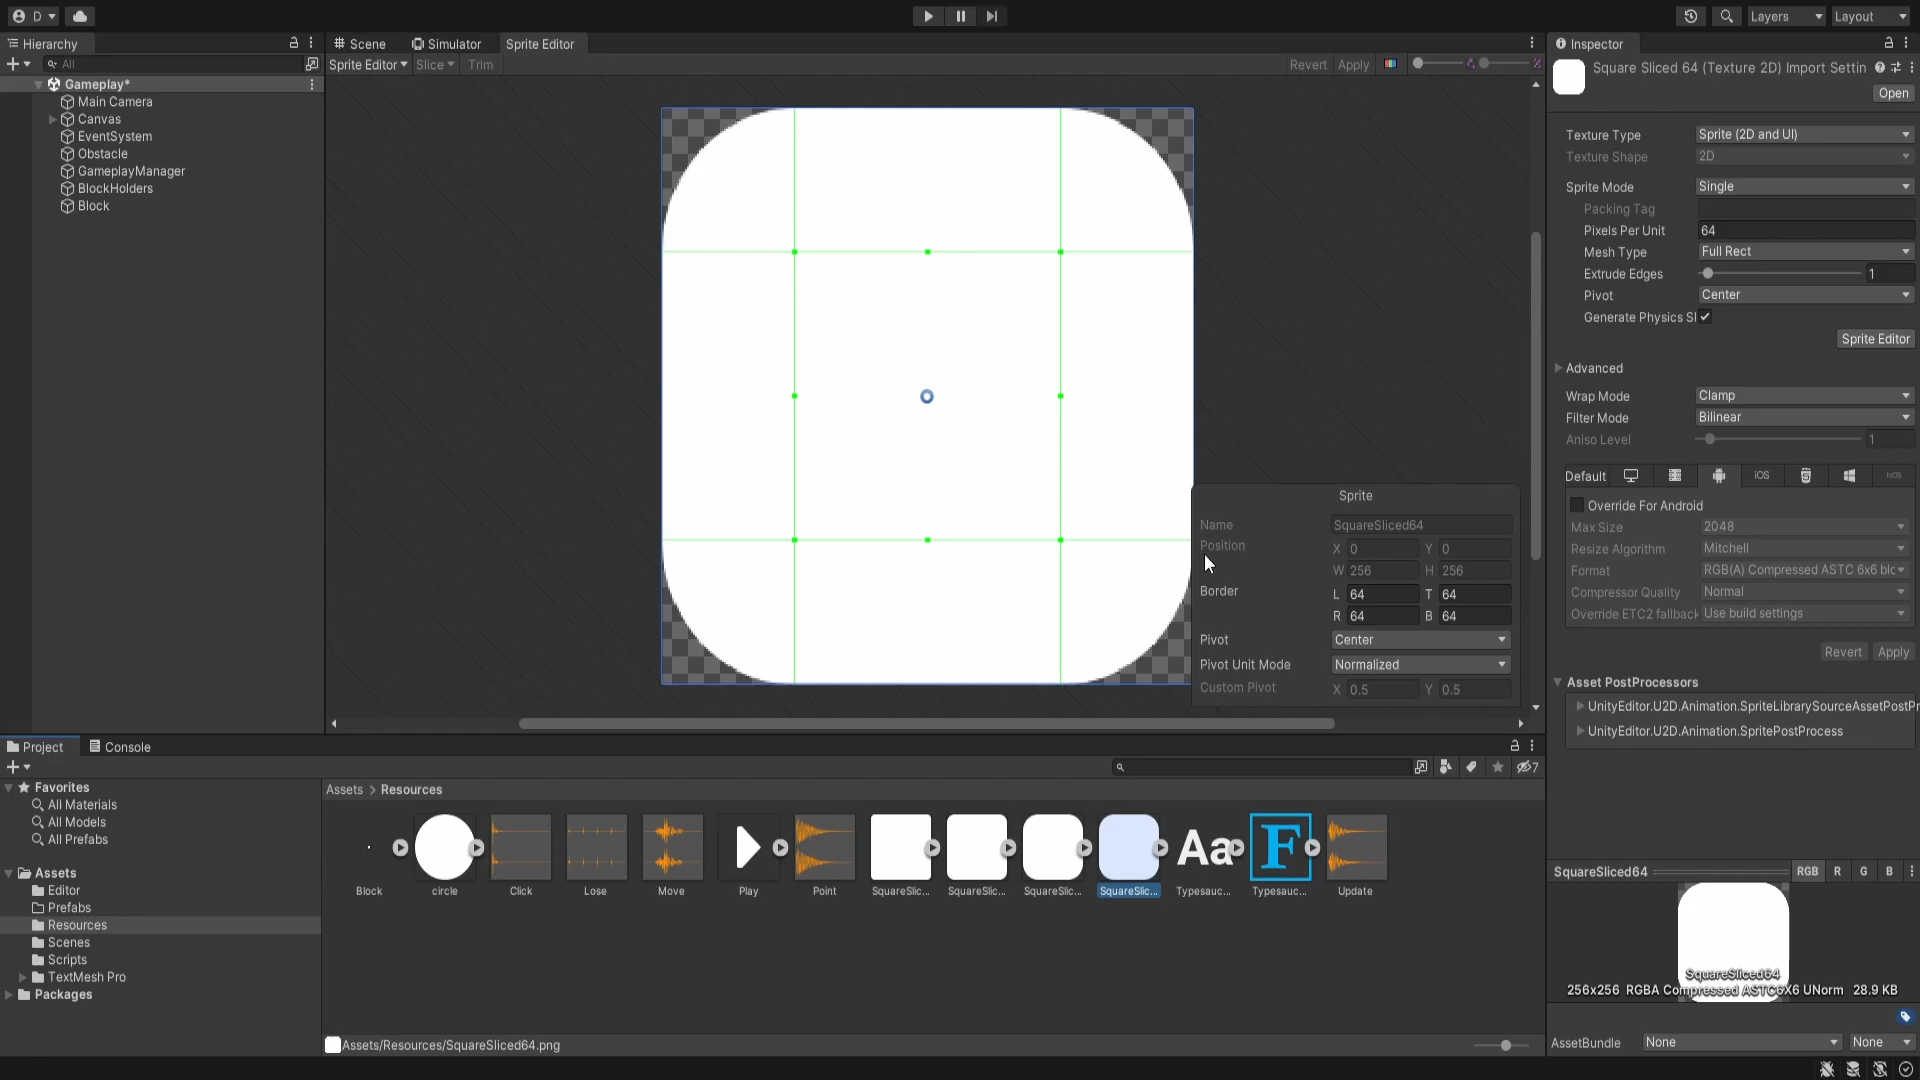 D
Layers
Layout
Hierarchy
All
Gameplay*
Main Camera
Canvas
EventSystem
Obstacle
GameplayManager
BlockHolders
Block
Scene
Simulator
Sprite Editor
Sprite Editor
Slice
Trim
Revert
Apply
Sprite
Name
SquareSliced64
Position
X 0 Y 0
W 256 H 256
Border
L 64 T 64
R 64 B 64
Pivot
Center
Pivot Unit Mode
Normalized
Custom Pivot
X 0.5 Y 0.5
Inspector
Square Sliced 64 (Texture 2D) Import Settin
Open
Texture Type
Sprite (2D and UI)
Texture Shape
2D
Sprite Mode
Single
Packing Tag
Pixels Per Unit
64
Mesh Type
Full Rect
Extrude Edges
1
Pivot
Center
Generate Physics S
Sprite Editor
Advanced
Wrap Mode
Clamp
Filter Mode
Bilinear
Aniso Level
1
Default
iOS
tvOS
Override For Android
Max Size
2048
Resize Algorithm
Mitchell
Format
RGB(A) Compressed ASTC 6x6 blc
Compressor Quality
Normal
Override ETC2 fallback
Use build settings
Revert
Apply
Asset PostProcessors
UnityEditor.U2D.Animation.SpriteLibrarySourceAssetPostPr
UnityEditor.U2D.Animation.SpritePostProcess
SquareSliced64
RGB
R
G
B
SquareSliced64
256x256 RGBA Compressed ASTC6X6 UNorm 28.9 KB
AssetBundle
None
None
Project
Console
7
Favorites
All Materials
All Models
All Prefabs
Assets
Editor
Prefabs
Resources
Scenes
Scripts
TextMesh Pro
Packages
Assets > Resources
Aa
F
Block
circle
Click
Lose
Move
Play
Point
SquareSlic...
SquareSlic...
SquareSlic...
SquareSlic...
Typesauc...
Typesauc...
Update
Assets/Resources/SquareSliced64.png